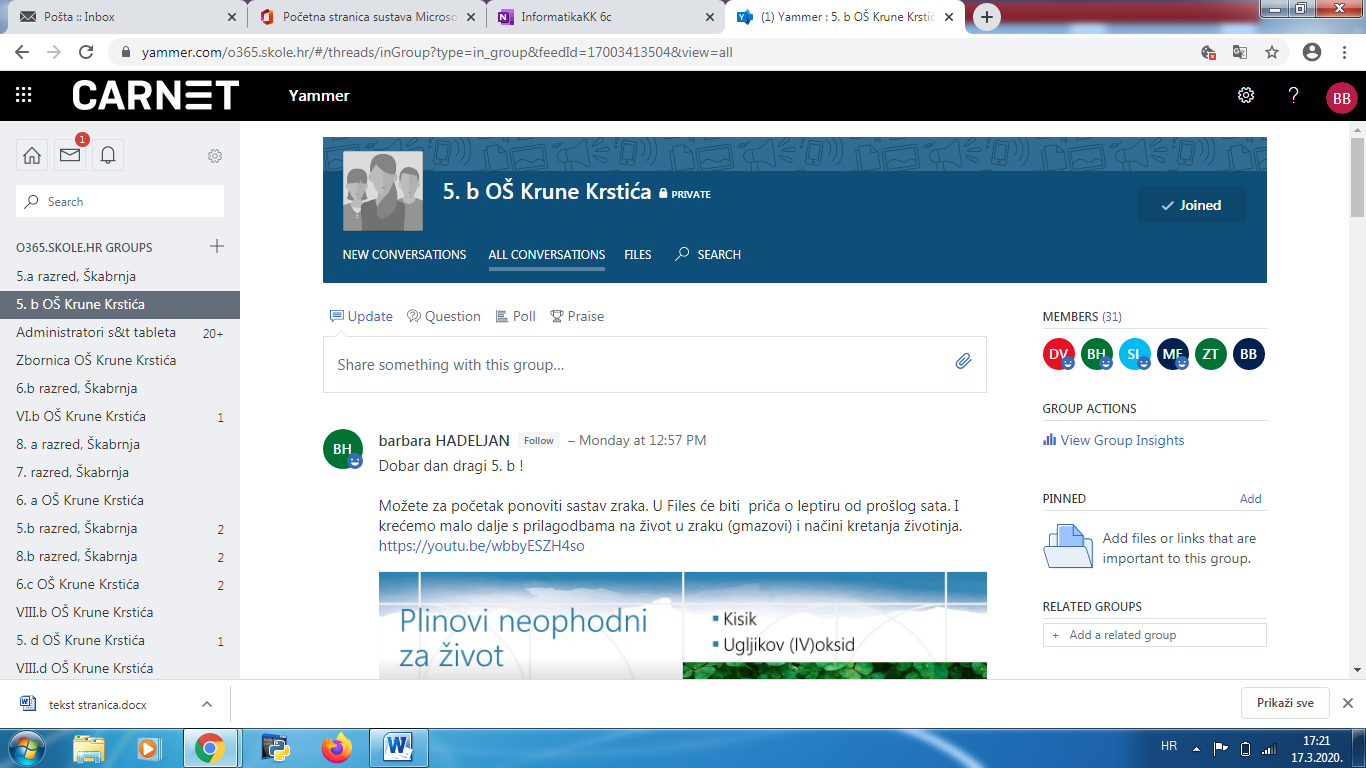 Pošta :: Inbox
Početna stranica sustava Microso
InformatikaKK 6c
(1) Yammer : 5. b OŠ Krune Krstić
yammer.com/o365.skole.hr/#/threads/inGroup?type=in_group&feedId=17003413504&view=all
CARNET
Yammer
BB
1
Search
O365.SKOLE.HR GROUPS
5.a razred, Škabrnja
5. b OŠ Krune Krstića
Administratori s&t tableta 20+
Zbornica OŠ Krune Krstića
6.b razred, Škabrnja
VI.b OŠ Krune Krstića 1
8. a razred, Škabrnja
7. razred, Škabrnja
6. a OŠ Krune Krstića
5.b razred, Škabrnja 2
8.b razred, Škabrnja 2
6.c OŠ Krune Krstića 2
VIII.b OŠ Krune Krstića
5. d OŠ Krune Krstića 1
VIII.d OŠ Krune Krstića
5. b OŠ Krune Krstića PRIVATE
Joined
NEW CONVERSATIONS ALL CONVERSATIONS FILES SEARCH
Update Question Poll Praise
Share something with this group...
BH
barbara HADELJAN Follow – Monday at 12:57 PM
Dobar dan dragi 5. b !
Možete za početak ponoviti sastav zraka. U Files će biti priča o leptiru od prošlog sata. I
krećemo malo dalje s prilagodbama na život u zraku (gmazovi) i načini kretanja životinja.
https://youtu.be/wbbyESZH4so
Plinovi neophodni
za život
▪ Kisik
▪ Ugljikov (IV)oksid
MEMBERS (31)
DV BH SL MF ZT BB
GROUP ACTIONS
View Group Insights
PINNED Add
Add files or links that are
important to this group.
RELATED GROUPS
+ Add a related group
tekst stranica.docx
Prikaži sve
HR
17:21
17.3.2020.